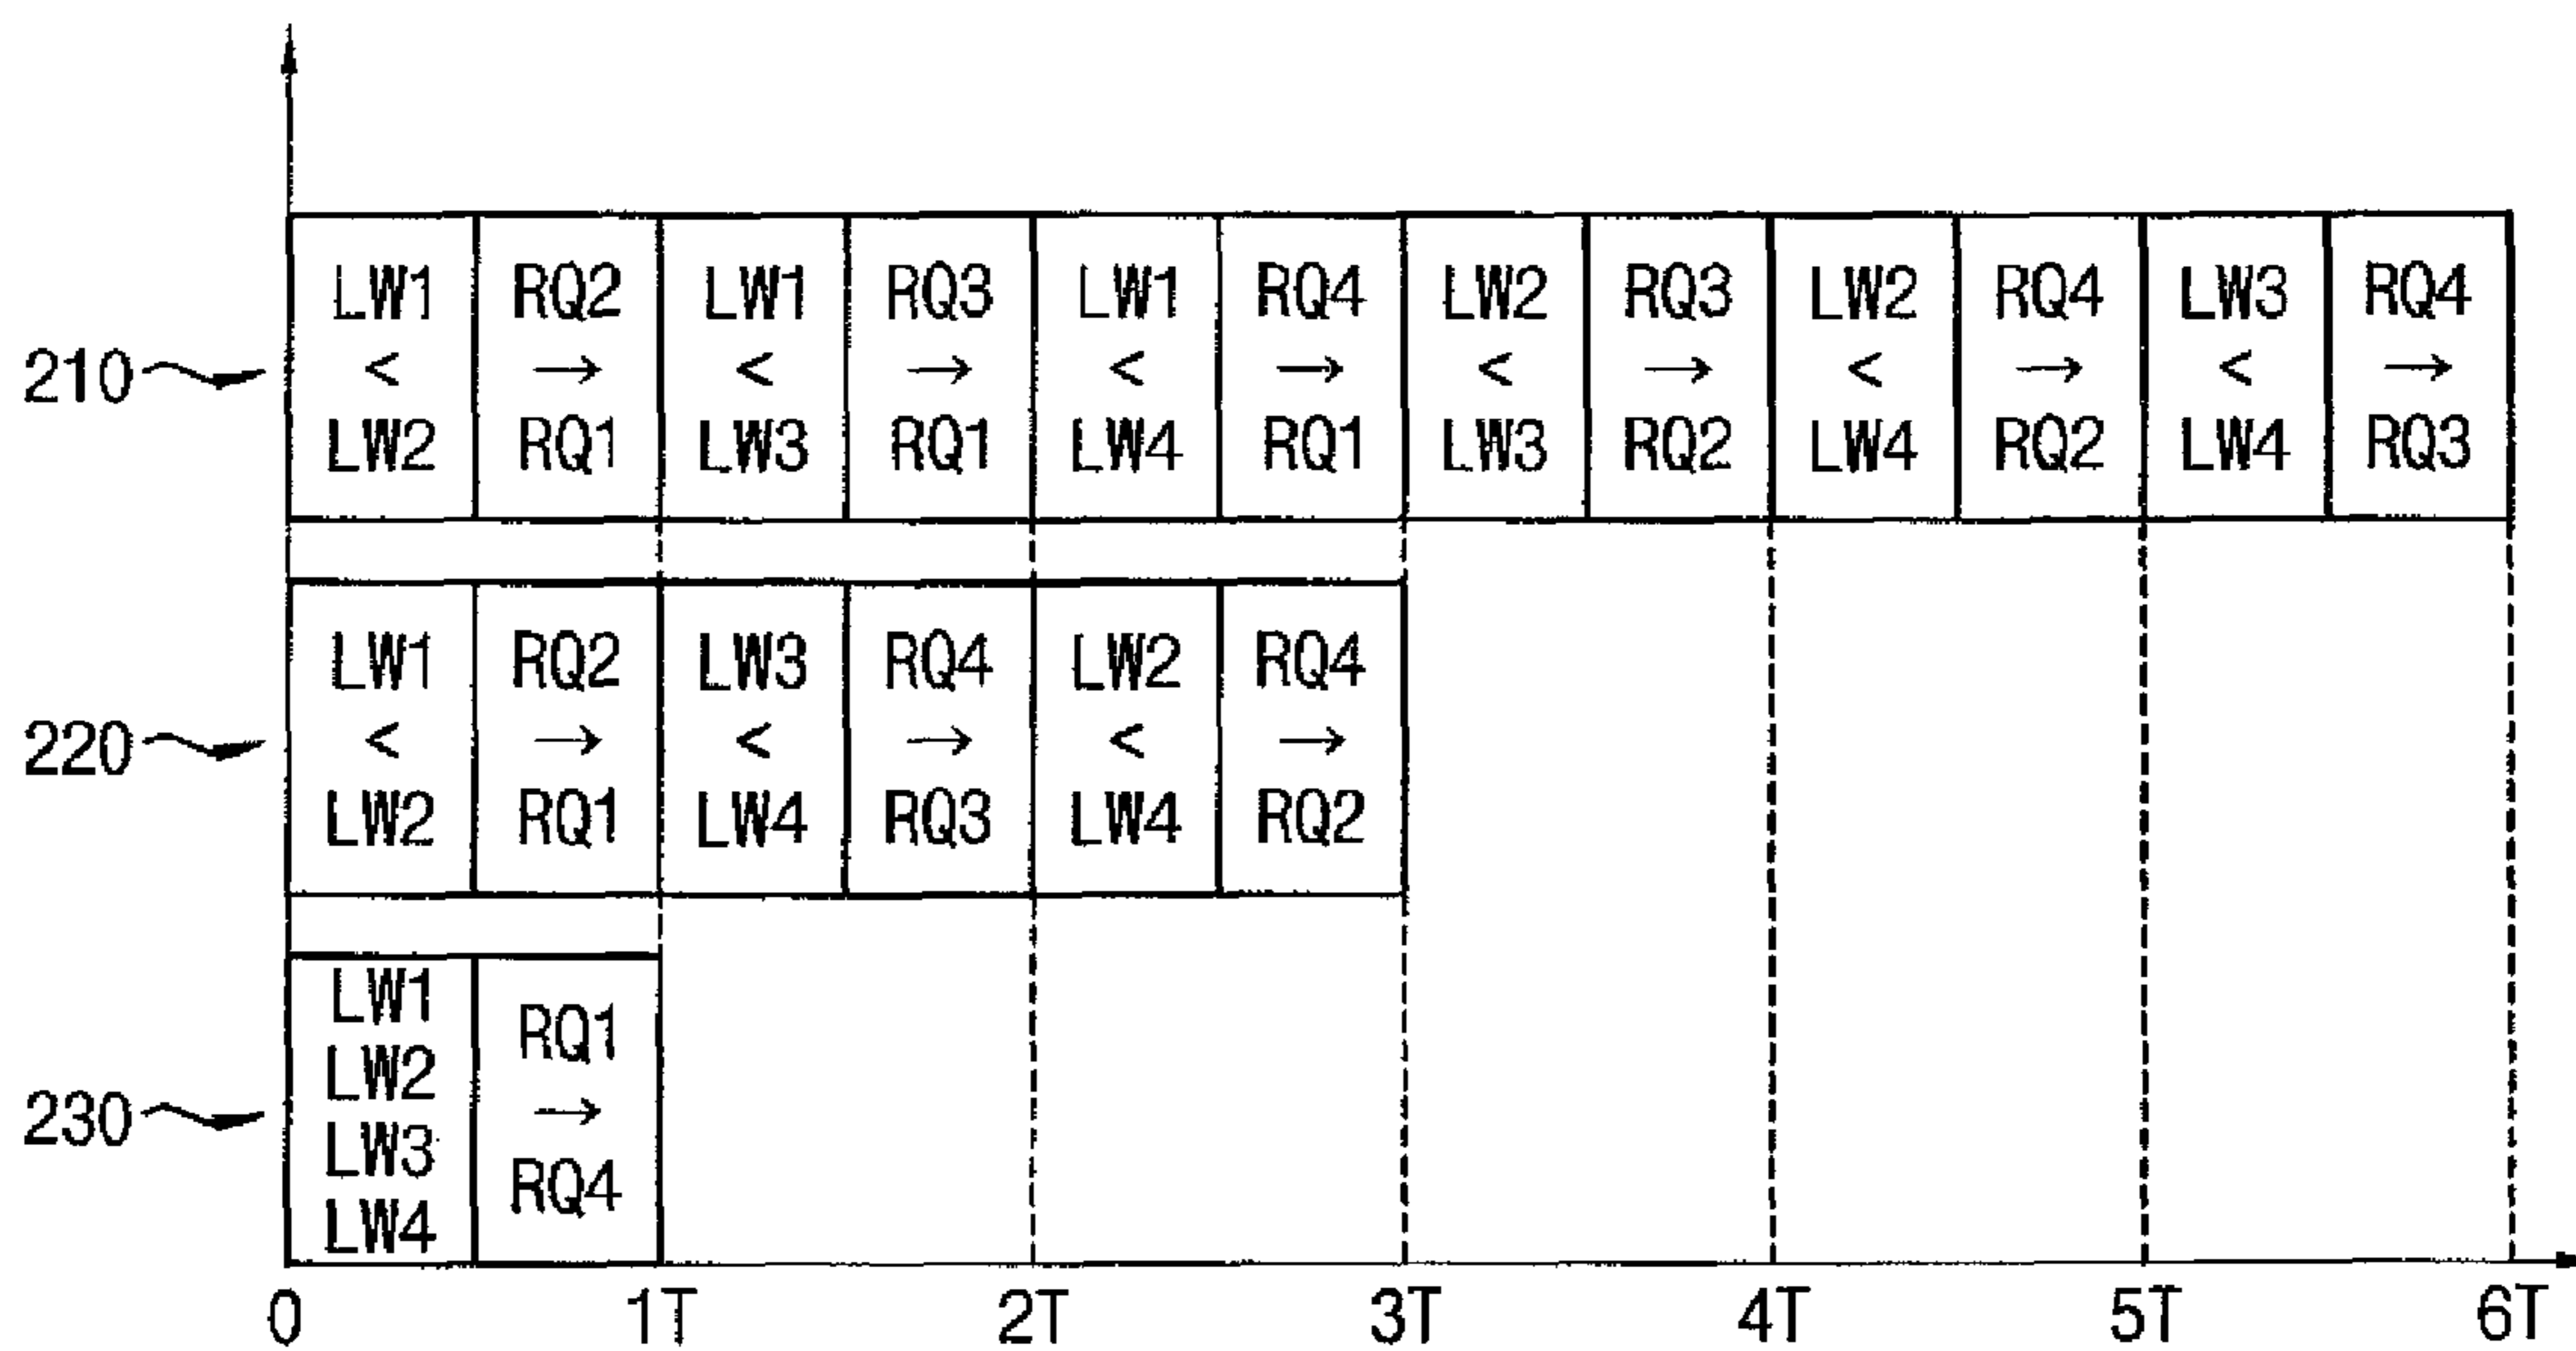 LW1 RQ2 LW1 RQ3 LW1 RQ4 LW2 RQ3 LW2 RQ4 LW3 RQ4
210 < → < → < → < → < → < →
LW2 RQ1 LW3 RQ1 LW4 RQ1 LW3 RQ2 LW4 RQ2 LW4 RQ3
LW1 RQ2 LW3 RQ4 LW2 RQ4
220 < → < → < →
LW2 RQ1 LW4 RQ3 LW4 RQ2
LW1
RQ1
LW2
230 →
LW3
RQ4
LW4
0 1T 2T 3T 4T 5T 6T